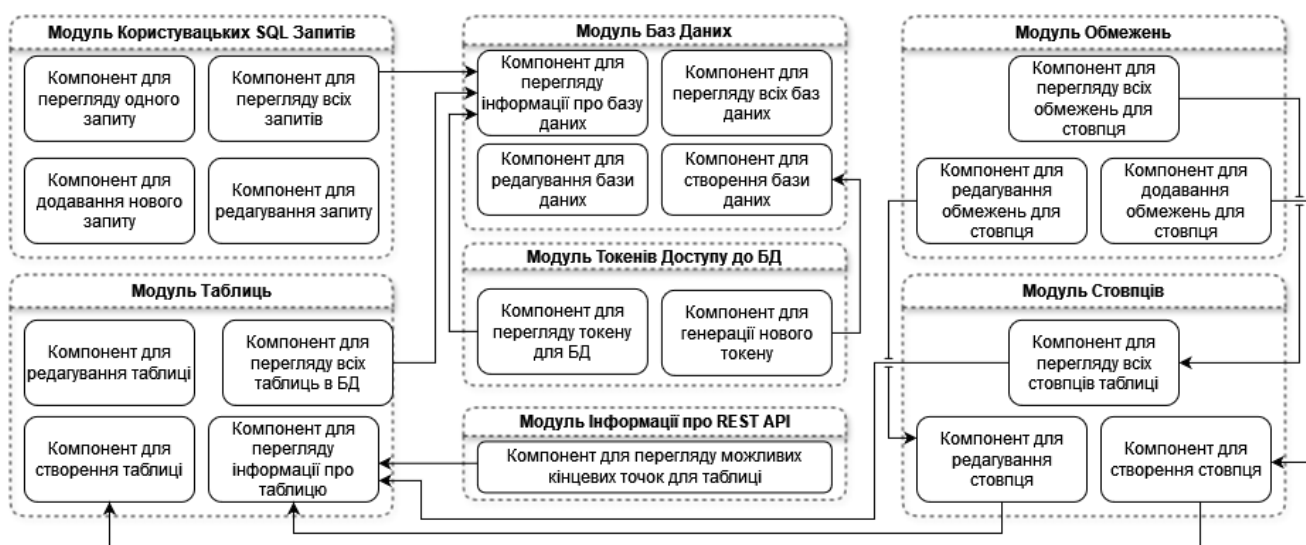 Модуль Користувацьких SQL Запитів
Компонент для
перегляду одного
запиту
Компонент для
перегляду всіх
запитів
Компонент для
додавання нового
запиту
Компонент для
редагування запиту
Модуль Баз Даних
Компонент для
перегляду
інформації про базу
даних
Компонент для
перегляду всіх баз
даних
Компонент для
редагування бази
даних
Компонент для
створення бази
даних
Модуль Обмежень
Компонент для
перегляду всіх
обмежень для
стовпця
Компонент для
редагування
обмежень для
стовпця
Компонент для
додавання
обмежень для
стовпця
Модуль Таблиць
Компонент для
редагування таблиці
Компонент для
перегляду всіх
таблиць в БД
Компонент для
створення таблиці
Компонент для
перегляду
інформації про
таблицю
Модуль Токенів Доступу до БД
Компонент для
перегляду токену
для БД
Компонент для
генерації нового
токену
Модуль Інформації про REST API
Компонент для перегляду можливих
кінцевих точок для таблиці
Модуль Стовпців
Компонент для
перегляду всіх
стовпців таблиці
Компонент для
редагування
стовпця
Компонент для
створення стовпця